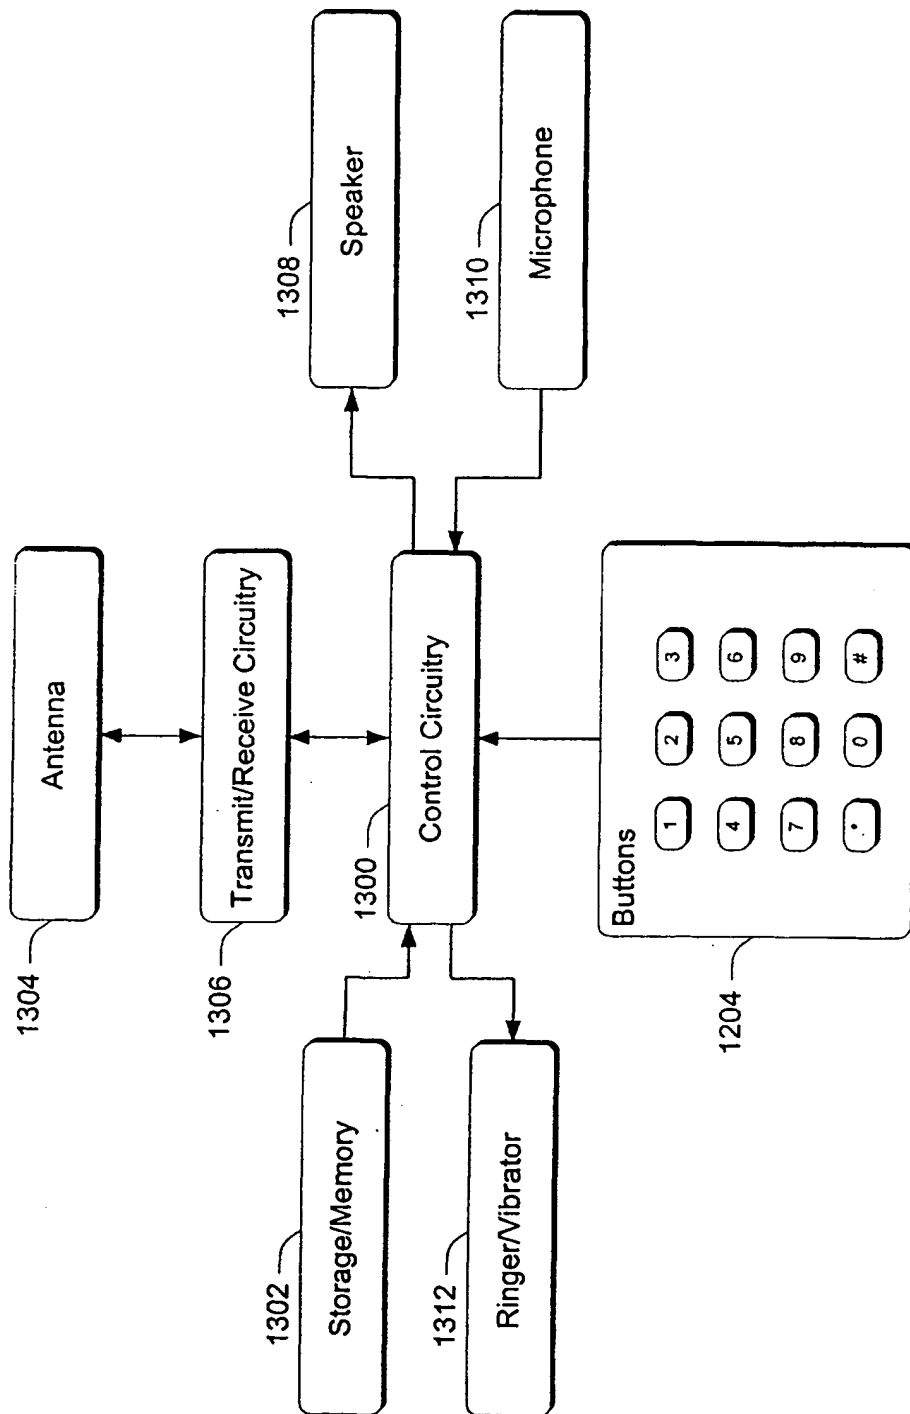 1304
Antenna
1306
Transmit/Receive Circuitry
1302
Storage/Memory
1300
Control Circuitry
1308
Speaker
1312
Ringer/Vibrator
1310
Microphone
1204
Buttons
1 2 3
4 5 6
7 8 9
* 0 #